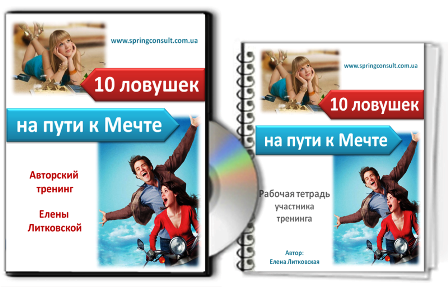 www.springconsult.com.ua
10 ловушек
на пути к Мечте
Авторский
тренинг
Елены
Литковской
www.springconsult.com.ua
10 ловушек
на пути к Мечте
Рабочая тетрадь
участника
тренинга
Автор:
Елена Литковская